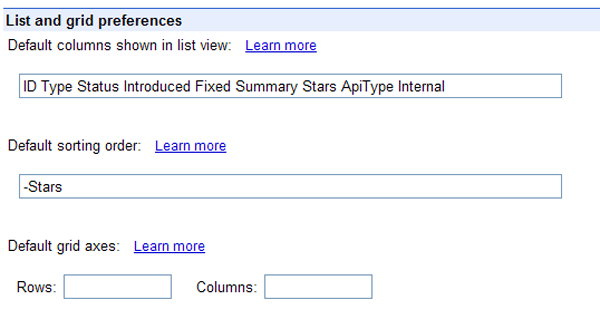 List and grid preferences
Default columns shown in list view: Learn more
ID Type Status Introduced Fixed Summary Stars ApiType Internal
Default sorting order: Learn more
-Stars
Default grid axes: Learn more
Rows: Columns: